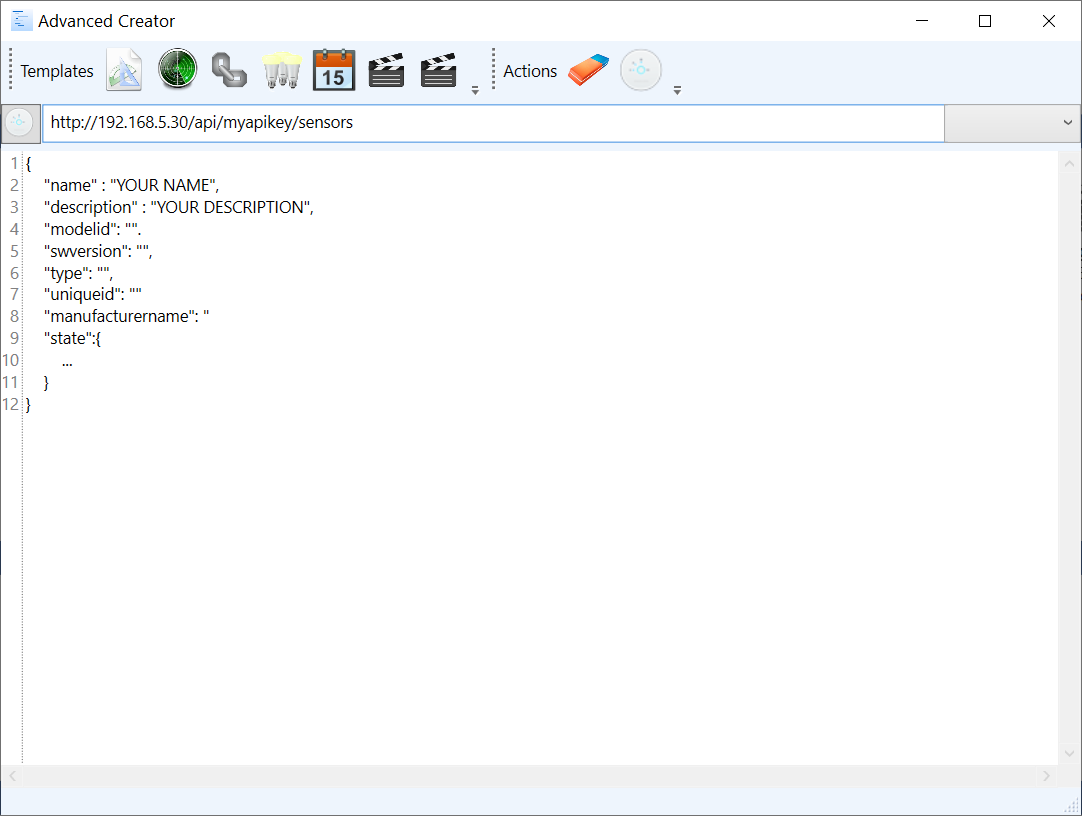 Advanced Creator
Templates 15 Actions
http://192.168.5.30/api/myapikey/sensors
1 {
2 "name" : "YOUR NAME",
3 "description" : "YOUR DESCRIPTION",
4 "modelid": "".
5 "swversion": "",
6 "type": "",
7 "uniqueid": ""
8 "manufacturername": "
9 "state":{
10 ...
11 }
12 }